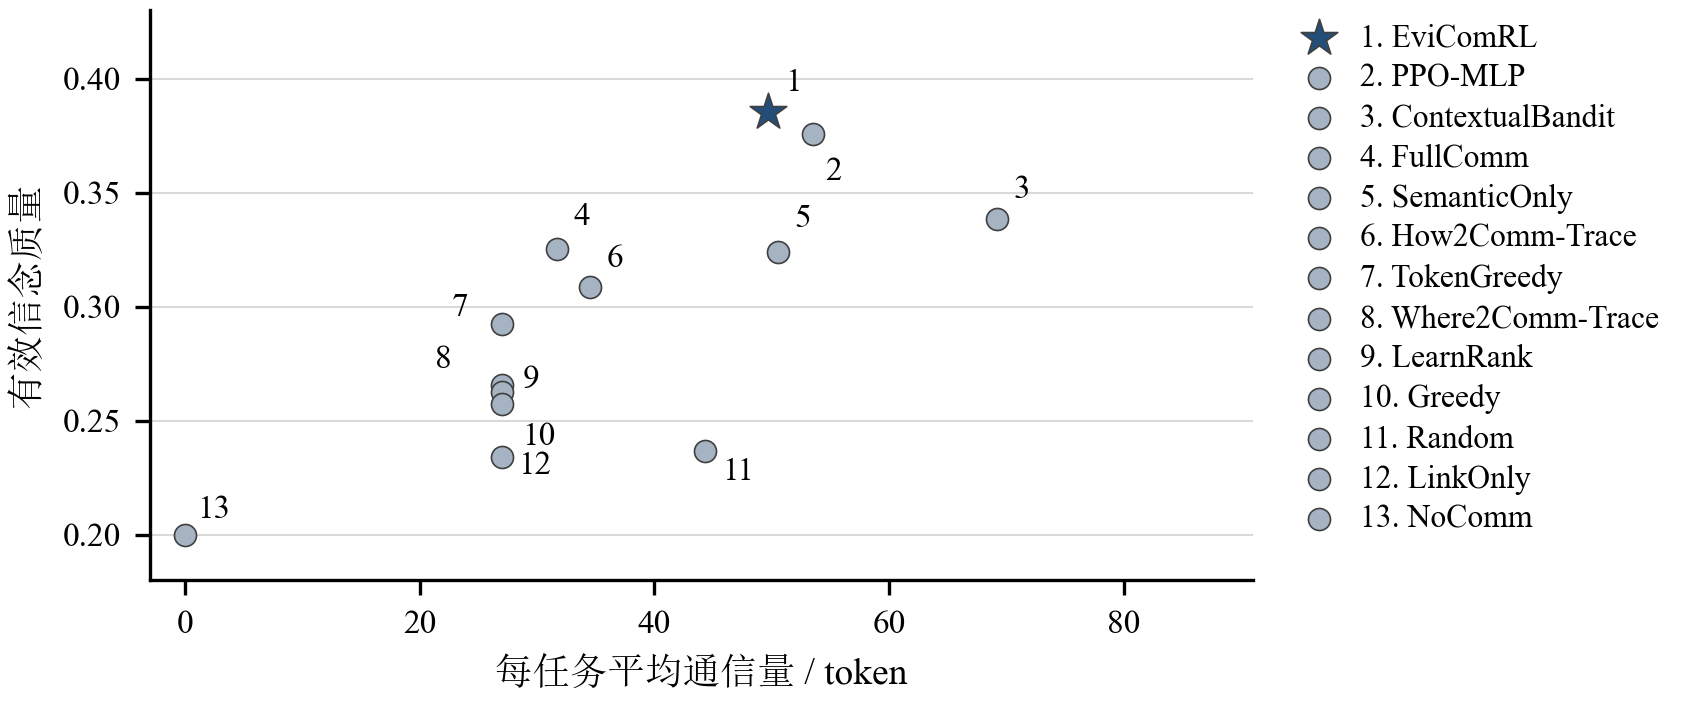 0.40
0.35
0.30
0.25
0.20
有效信念质量
1
2
3
4
5
6
7
8
9
10
12
11
13
0
20
40
60
80
每任务平均通信量 / token
1. EviComRL
2. PPO-MLP
3. ContextualBandit
4. FullComm
5. SemanticOnly
6. How2Comm-Trace
7. TokenGreedy
8. Where2Comm-Trace
9. LearnRank
10. Greedy
11. Random
12. LinkOnly
13. NoComm